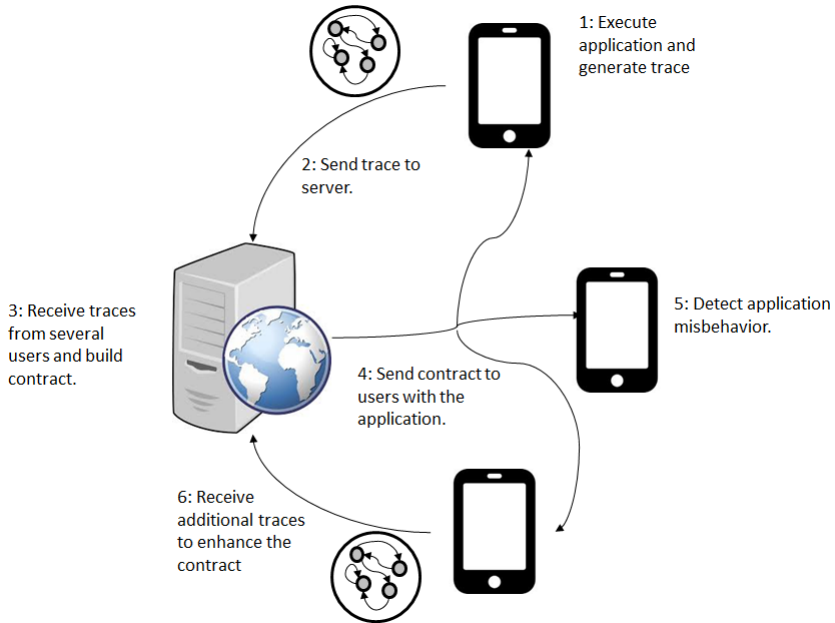 1: Execute
application and
generate trace
2: Send trace to
server.
3: Receive traces
from several
users and build
contract.
4: Send contract to
users with the
application.
5: Detect application
misbehavior.
6: Receive
additional traces
to enhance the
contract